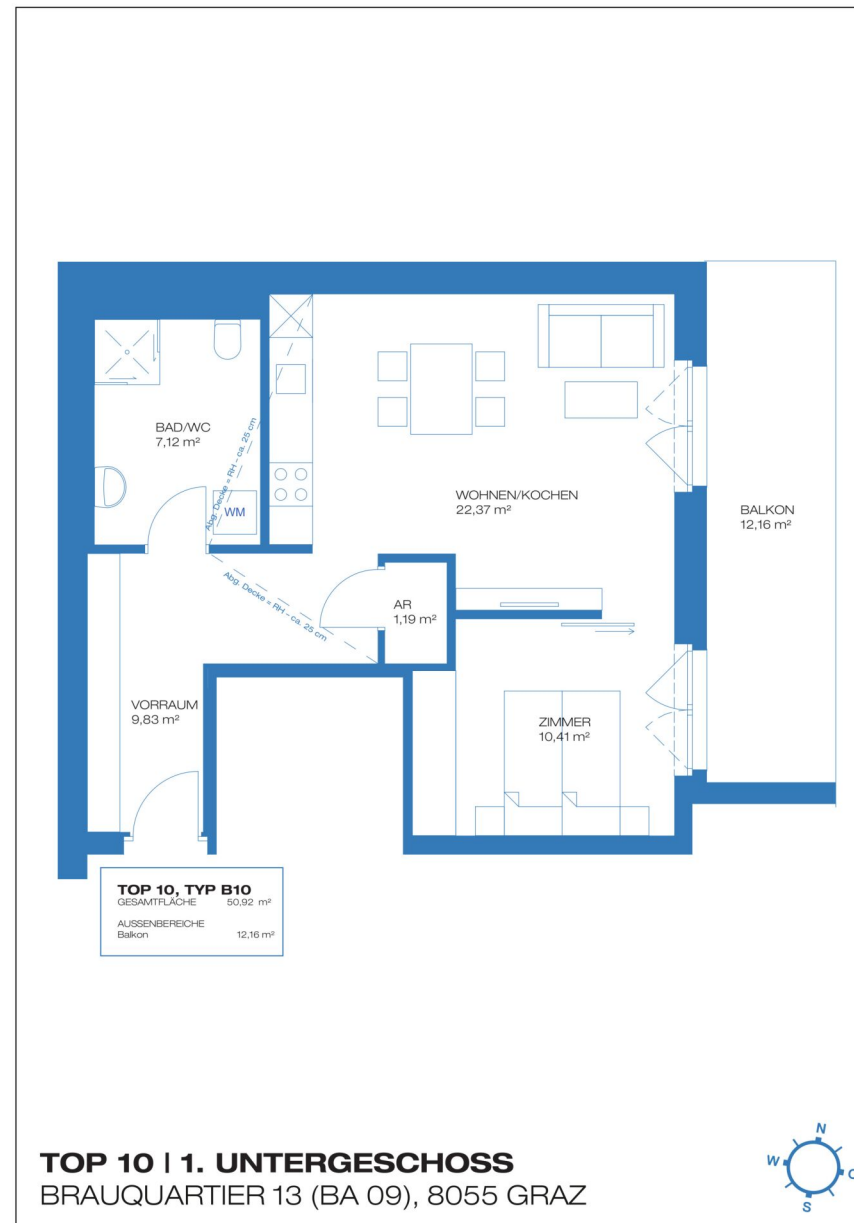 BAD/WC
7,12 m²
Abg. Decke = RH - ca. 25 cm
WM
WOHNEN/KOCHEN
22,37 m²
BALKON
12,16 m²
Abg. Decke = RH - ca. 25 cm
AR
1,19 m²
VORRAUM
9,83 m²
ZIMMER
10,41 m²
TOP 10, TYP B10
GESAMTFLÄCHE 50,92 m²
AUSSENBEREICHE
Balkon 12,16 m²
TOP 10 | 1. UNTERGESCHOSS
BRAUQUARTIER 13 (BA 09), 8055 GRAZ
N
W
O
S